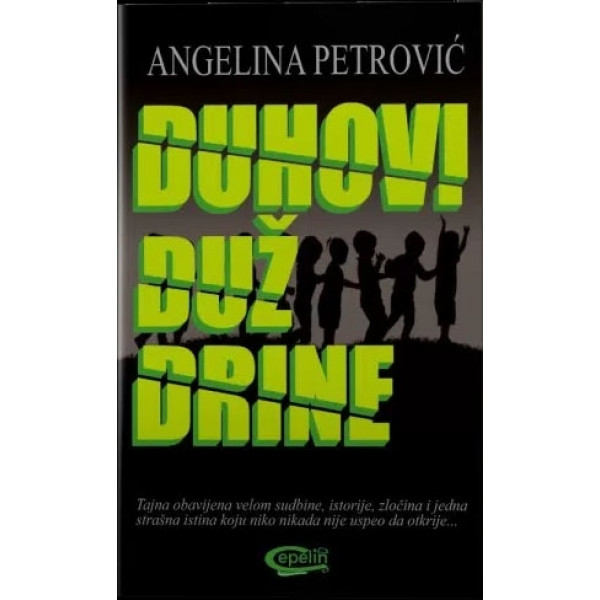 ANGELINA PETROVIĆ
DUHOVI
DUŽ
DRINE
Tajna obavijena velom sudbine, istorije, zločina i jedna
strašna istina koju niko nikada nije uspeo da otkrije...
Cepelin